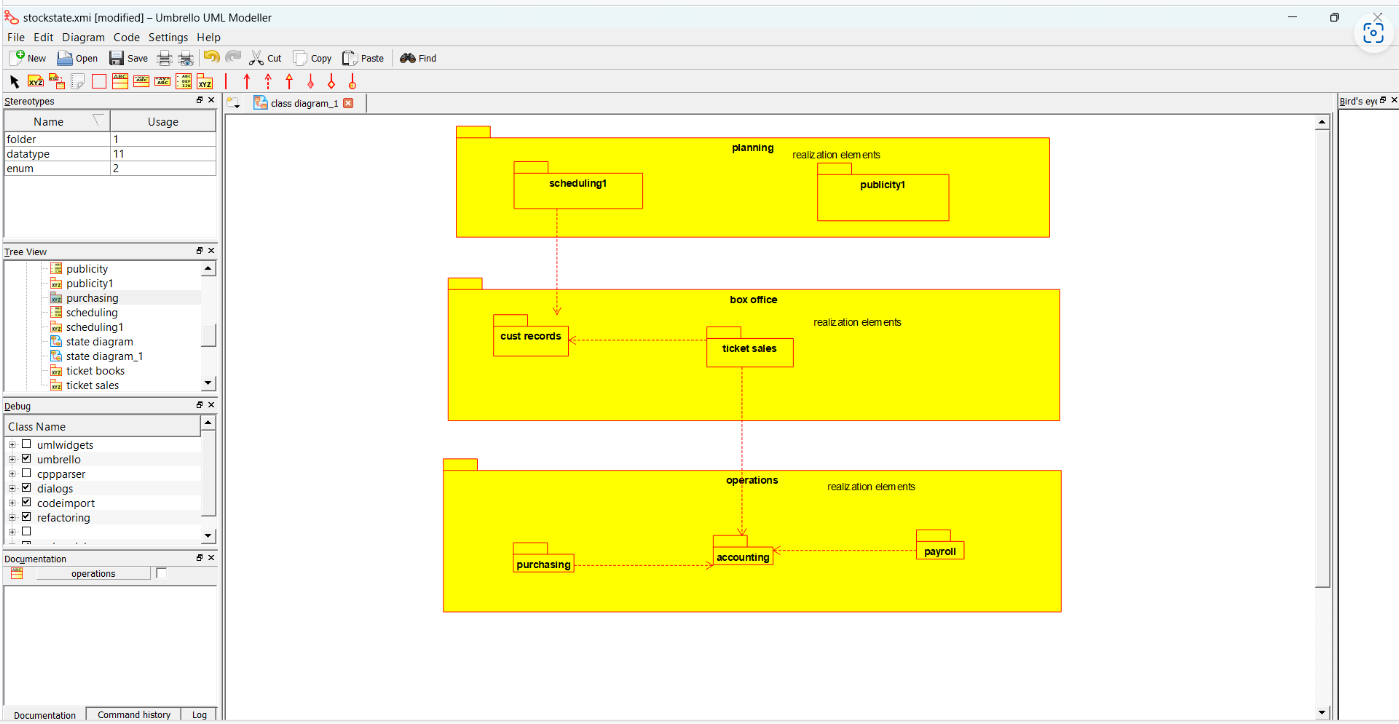 stockstate.xmi [modified] – Umbrello UML Modeller
File Edit Diagram Code Settings Help
New Open Save Cut Copy Paste Find
Stereotypes
Name Usage
folder 1
datatype 11
enum 2
Tree View
publicity
publicity1
purchasing
scheduling
scheduling1
state diagram
state diagram_1
ticket books
ticket sales
Debug
Class Name
umlwidgets
umbrello
cppparser
dialogs
codeimport
refactoring
Documentation
operations
Documentation Command history Log
class diagram_1
planning
realization elements
scheduling1
publicity1
box office
realization elements
cust records
ticket sales
operations
realization elements
purchasing
accounting
payroll
Bird's eye